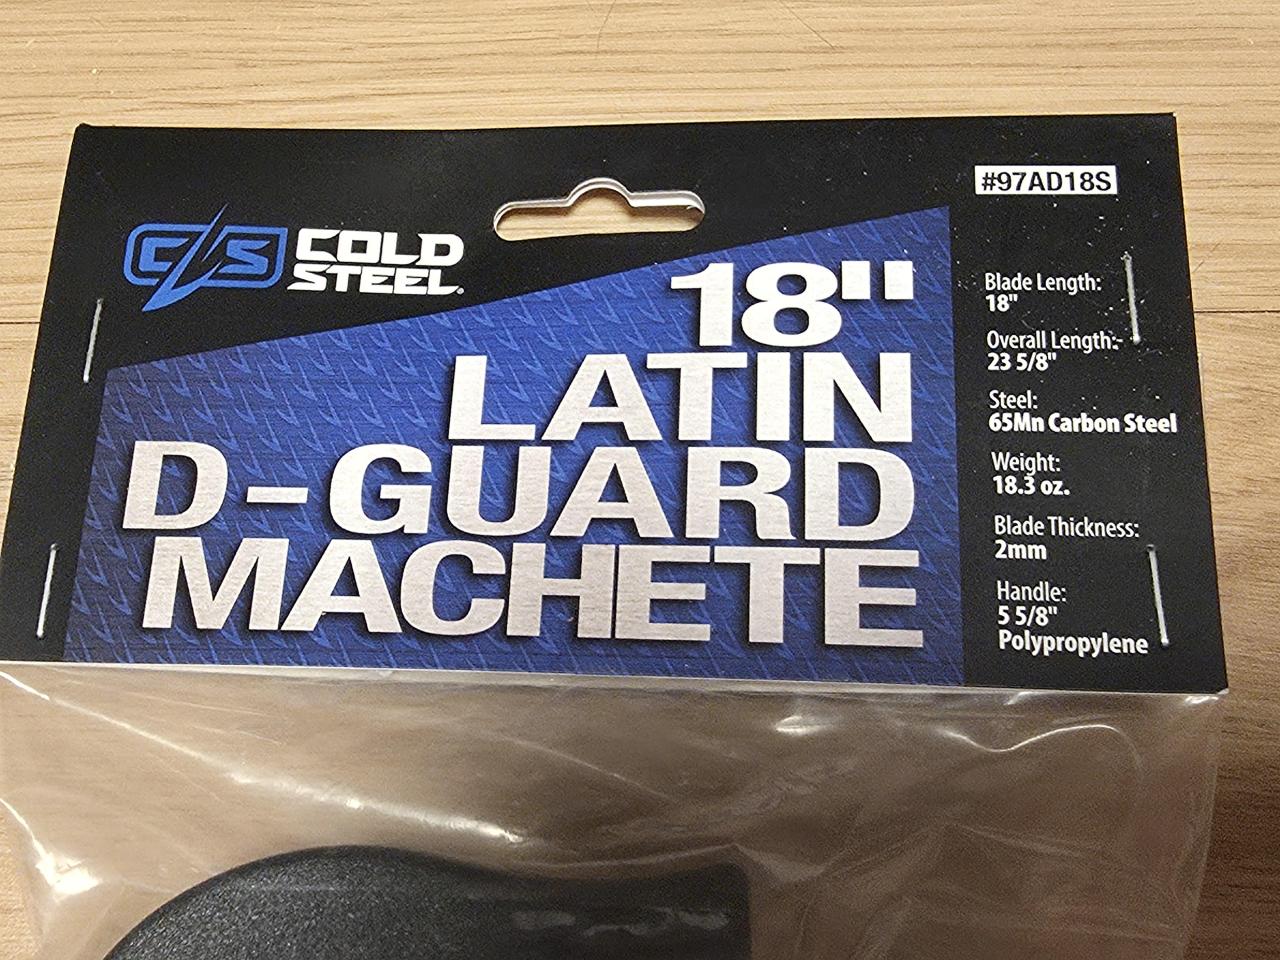 #97AD18S
C/S COLD
STEEL®
18"
LATIN
D-GUARD
MACHETE
Blade Length:
18"
Overall Length:
23 5/8"
Steel:
65Mn Carbon Steel
Weight:
18.3 oz.
Blade Thickness:
2mm
Handle:
5 5/8"
Polypropylene